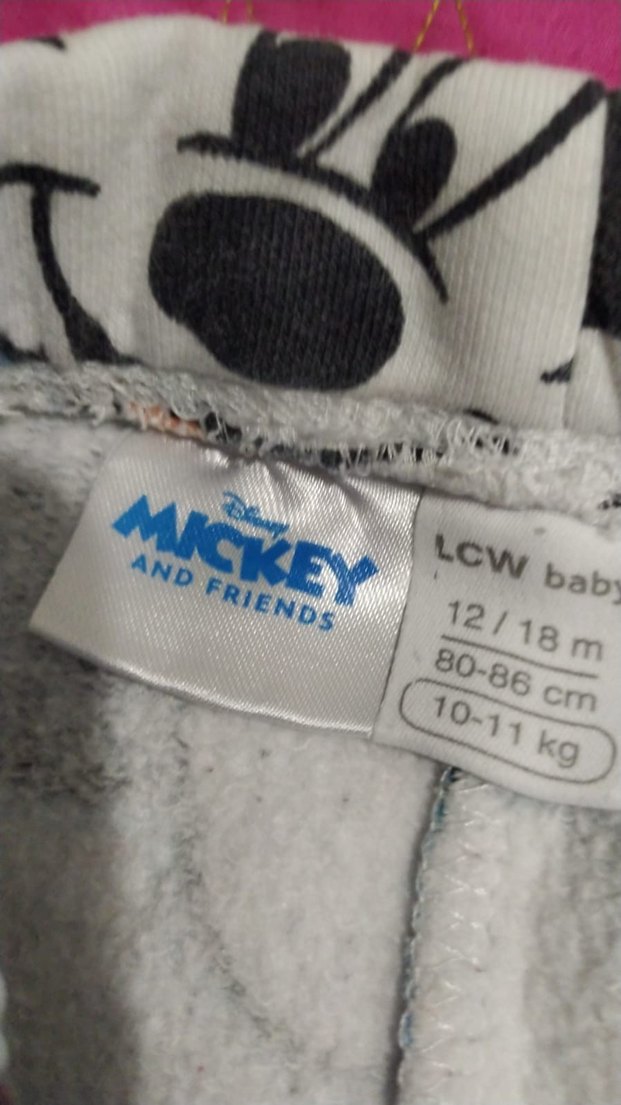 Disney
MICKEY
AND FRIENDS
LCW baby
12 / 18 m
80-86 cm
10-11 kg